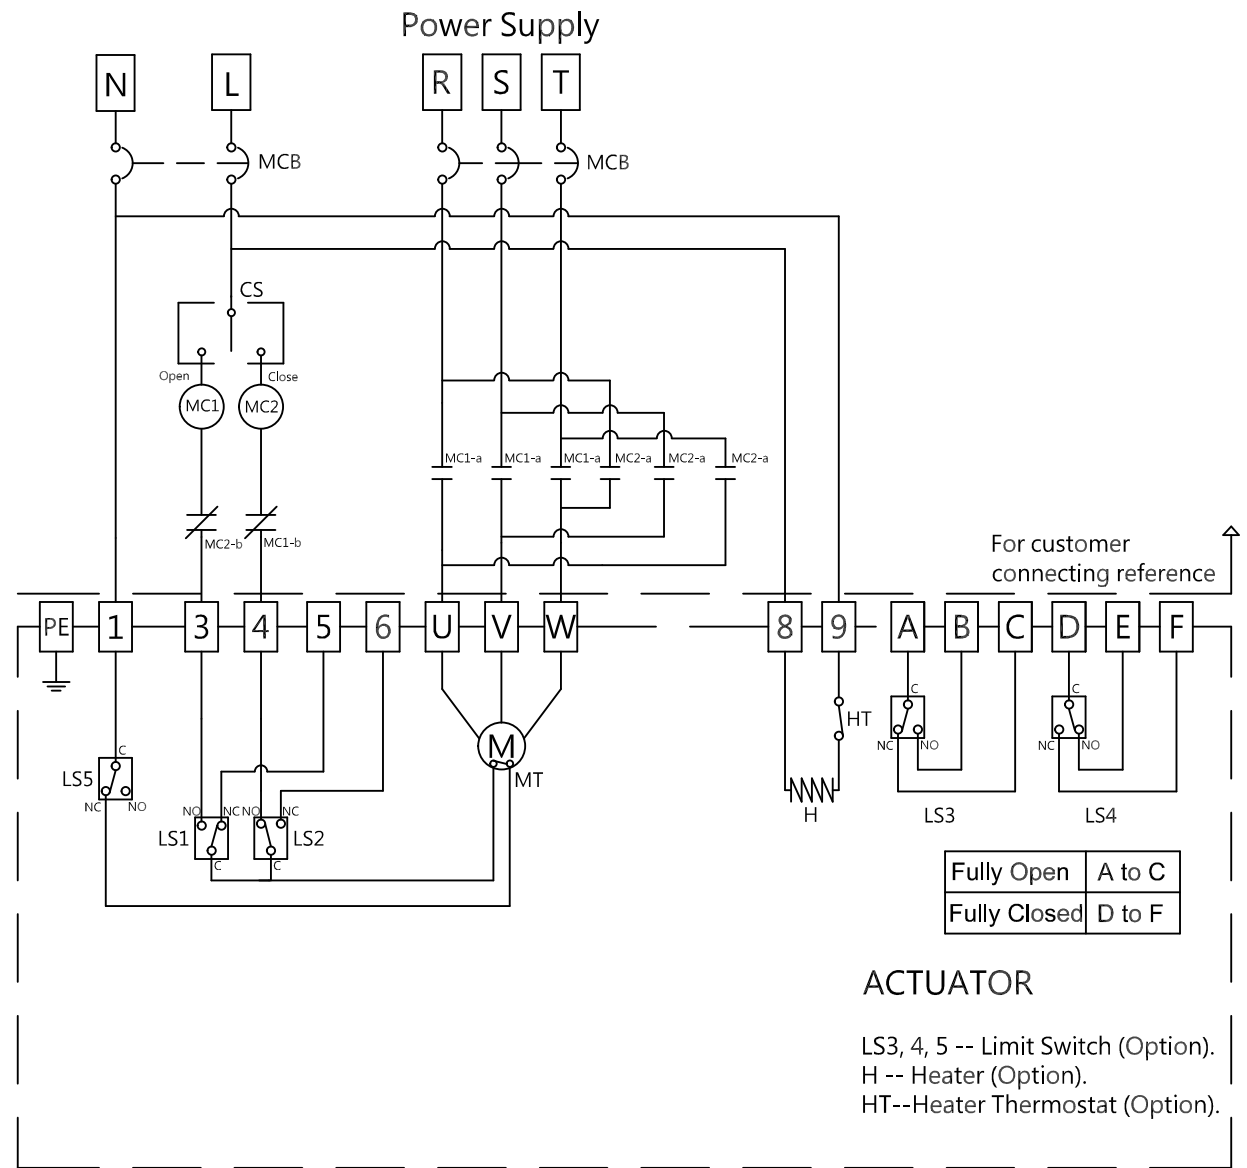 Power Supply
N L R S T
MCB MCB
CS
Open Close
MC1 MC2
MC1-a MC1-a MC1-a MC2-a MC2-a MC2-a
MC2-b MC1-b
For customer
connecting reference
PE 1 3 4 5 6 U V W 8 9 A B C D E F
C C
HT
NC NO NC NO
M
MT
C
LS5
NC NO
H
LS3 LS4
NO NC NO NC
LS1 LS2
C C
Fully Open A to C
Fully Closed D to F
ACTUATOR
LS3, 4, 5 -- Limit Switch (Option).
H -- Heater (Option).
HT--Heater Thermostat (Option).